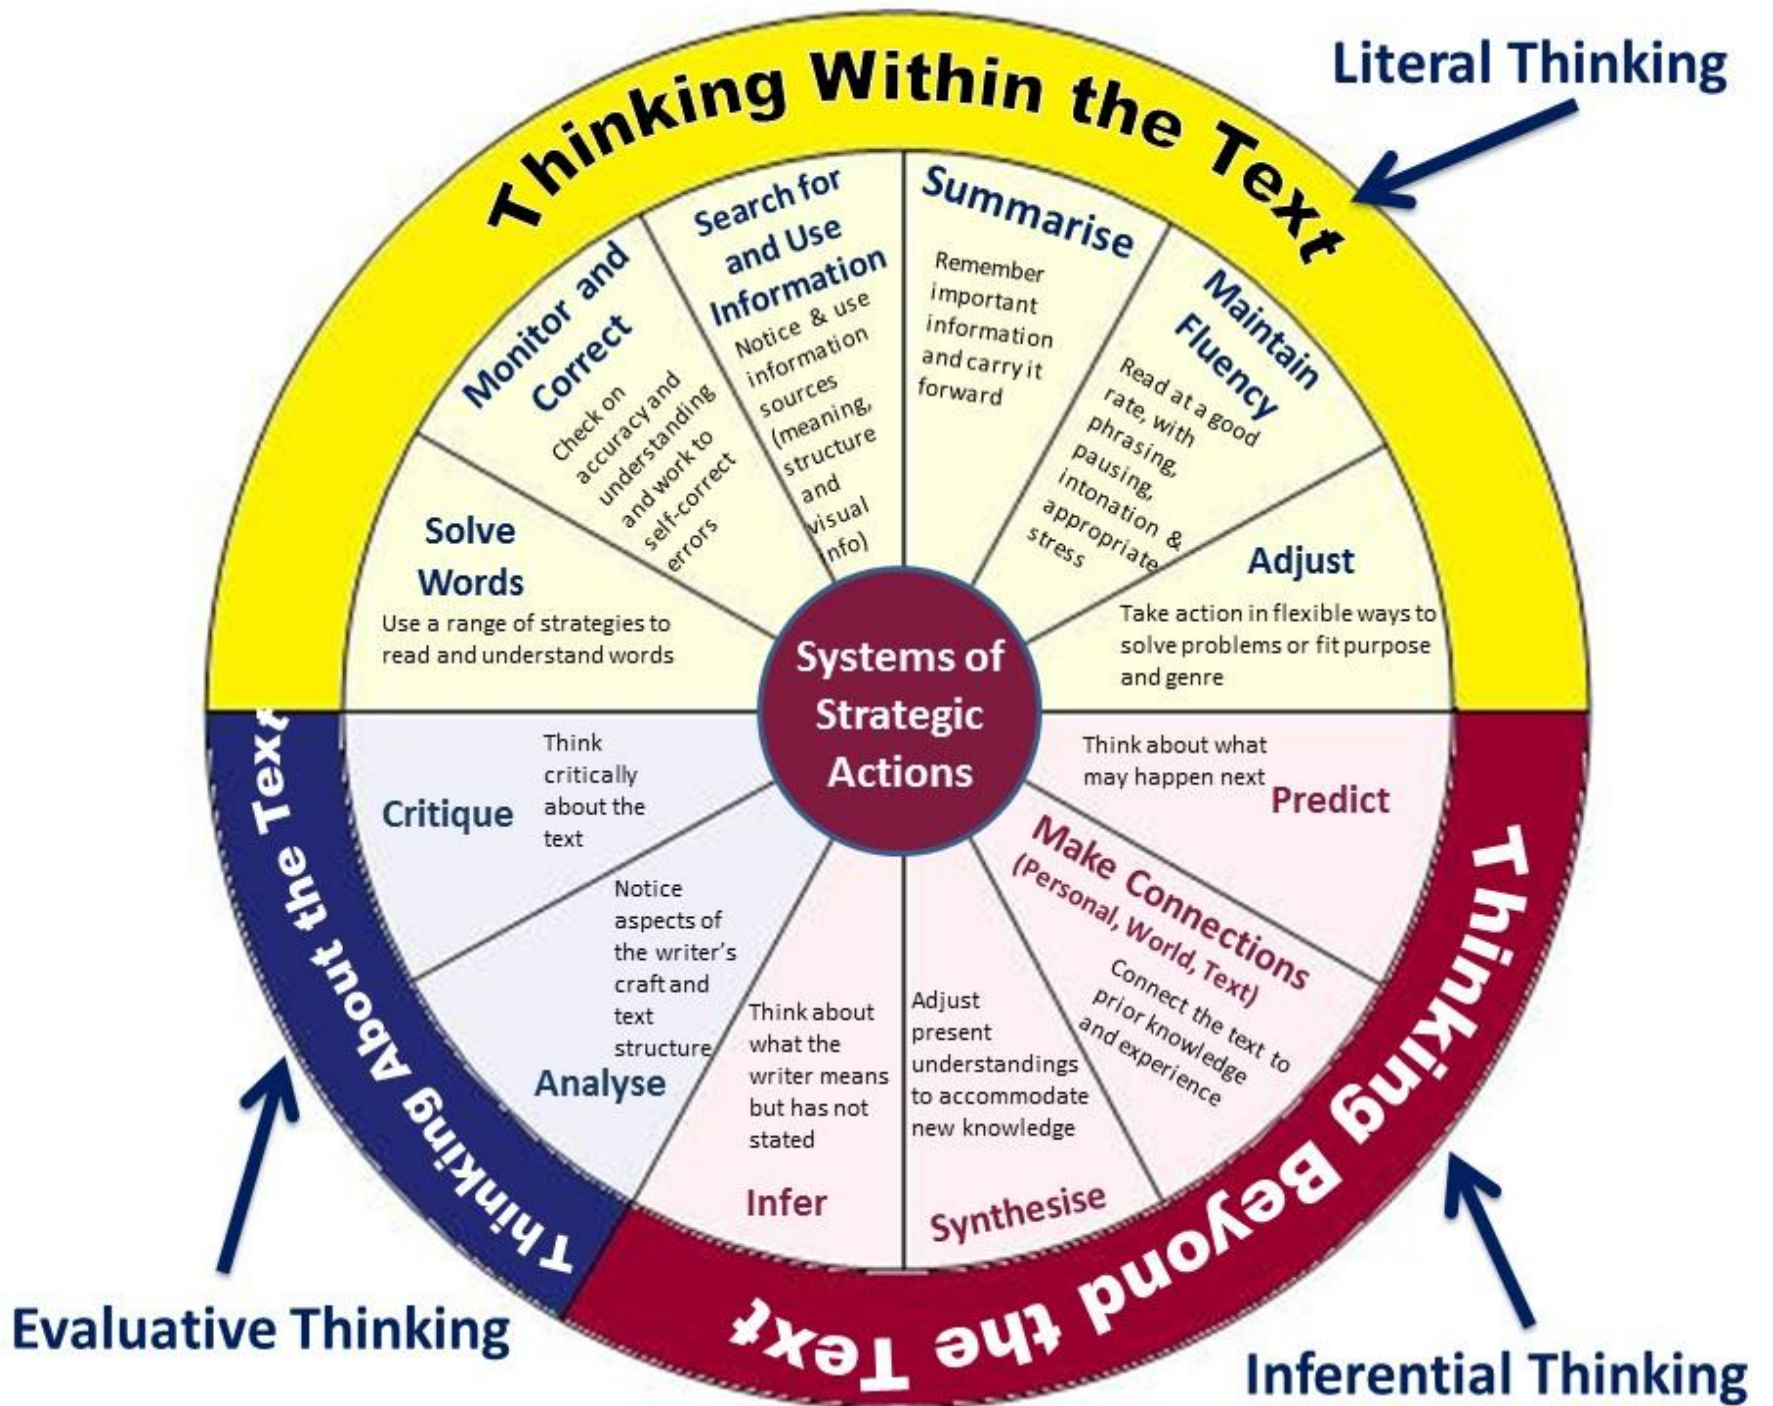 Literal Thinking
Thinking Within the Text
Solve
Words
Use a range of strategies to
read and understand words
Monitor and
Correct
Check on
accuracy and
understanding
and work to
self-correct
errors
Search for
and Use
Information
Notice & use
information
sources
(meaning,
structure
and
visual
info)
Summarise
Remember
important
information
and carry it
forward
Maintain
Fluency
Read at a good
rate, with
phrasing,
pausing,
intonation &
appropriate
stress
Adjust
Take action in flexible ways to
solve problems or fit purpose
and genre
Systems of
Strategic
Actions
Thinking Beyond the Text
Think about what
may happen next
Predict
Make Connections
(Personal, World, Text)
Connect the text to
prior knowledge
and experience
Adjust
present
understandings
to accommodate
new knowledge
Synthesise
Think about
what the
writer means
but has not
stated
Infer
Thinking About the Text
Notice
aspects of
the writer's
craft and
text
structure
Analyse
Critique
Think
critically
about the
text
Evaluative Thinking
Inferential Thinking